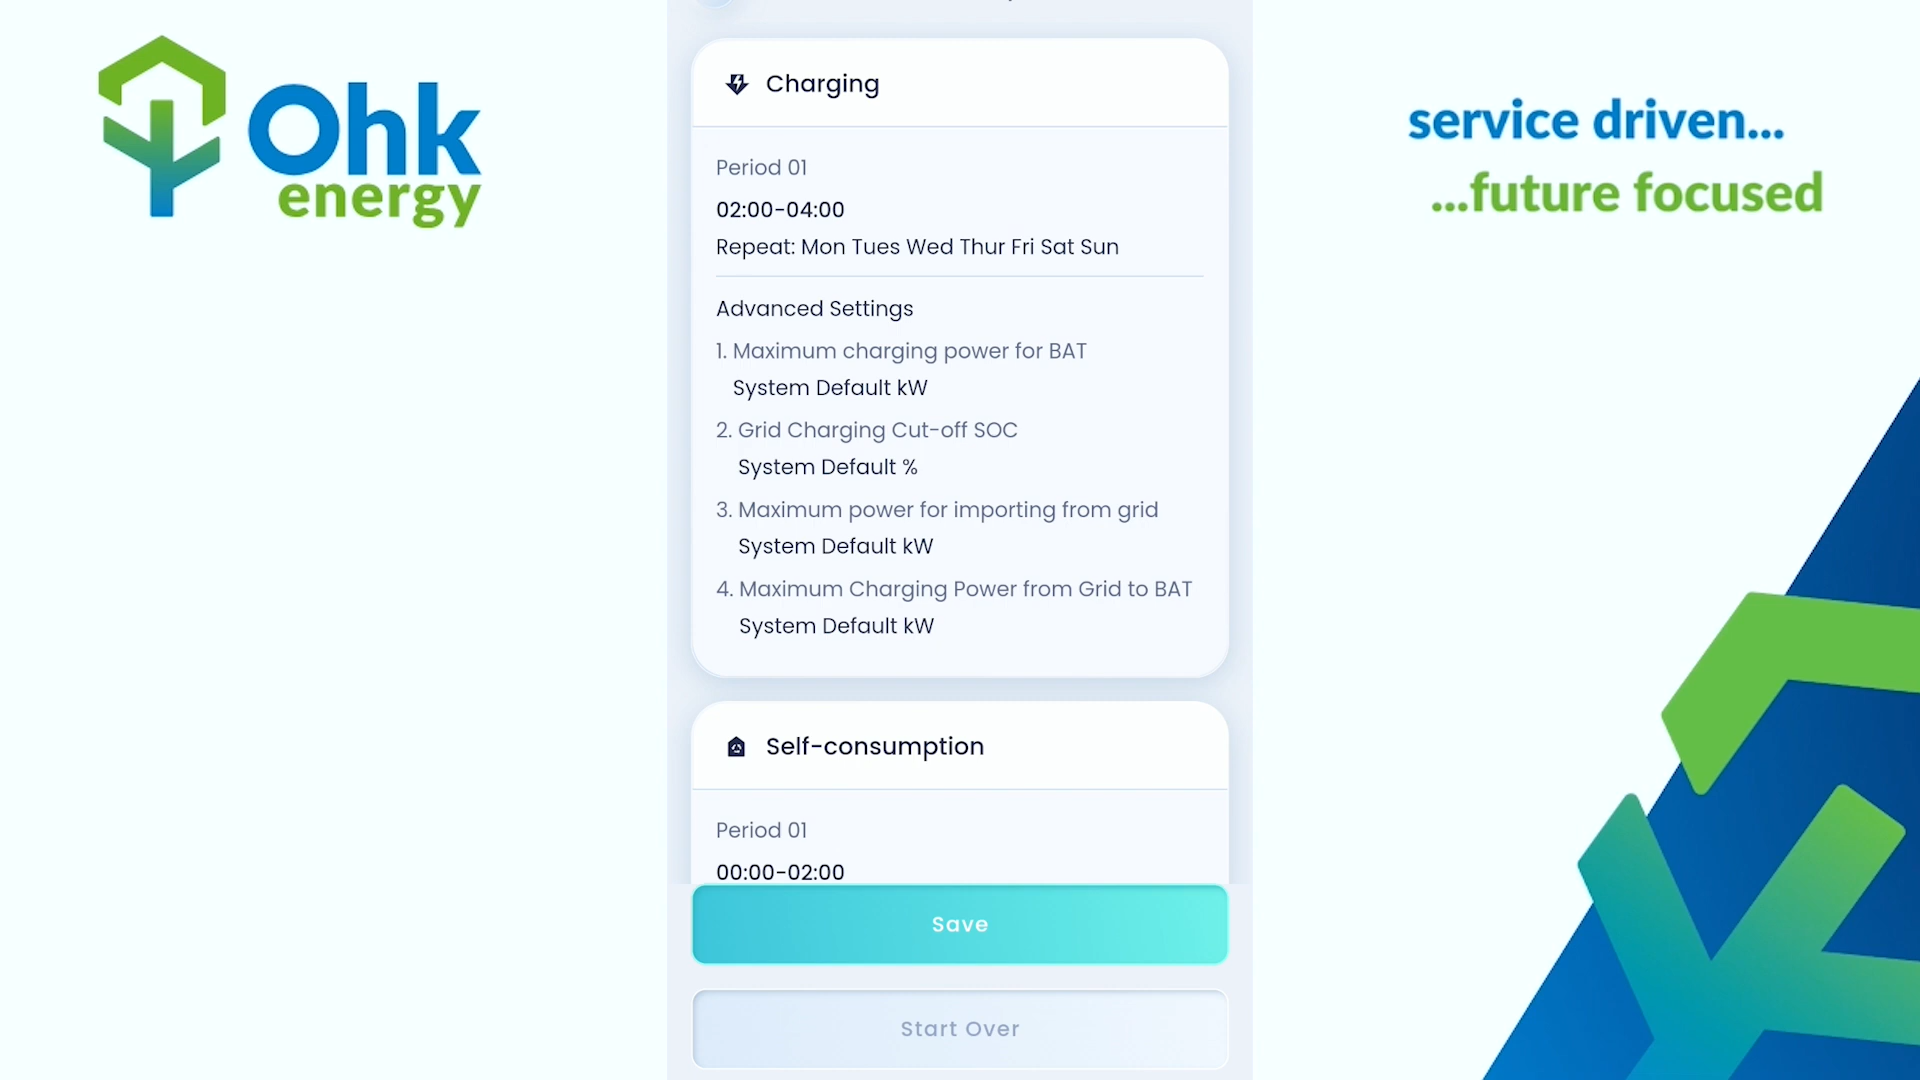 Ohk
energy
service driven...
...future focused
Charging
Period 01
02:00-04:00
Repeat: Mon Tues Wed Thur Fri Sat Sun
Advanced Settings
1. Maximum charging power for BAT
System Default kW
2. Grid Charging Cut-off SOC
System Default %
3. Maximum power for importing from grid
System Default kW
4. Maximum Charging Power from Grid to BAT
System Default kW
Self-consumption
Period 01
00:00-02:00
Save
Start Over